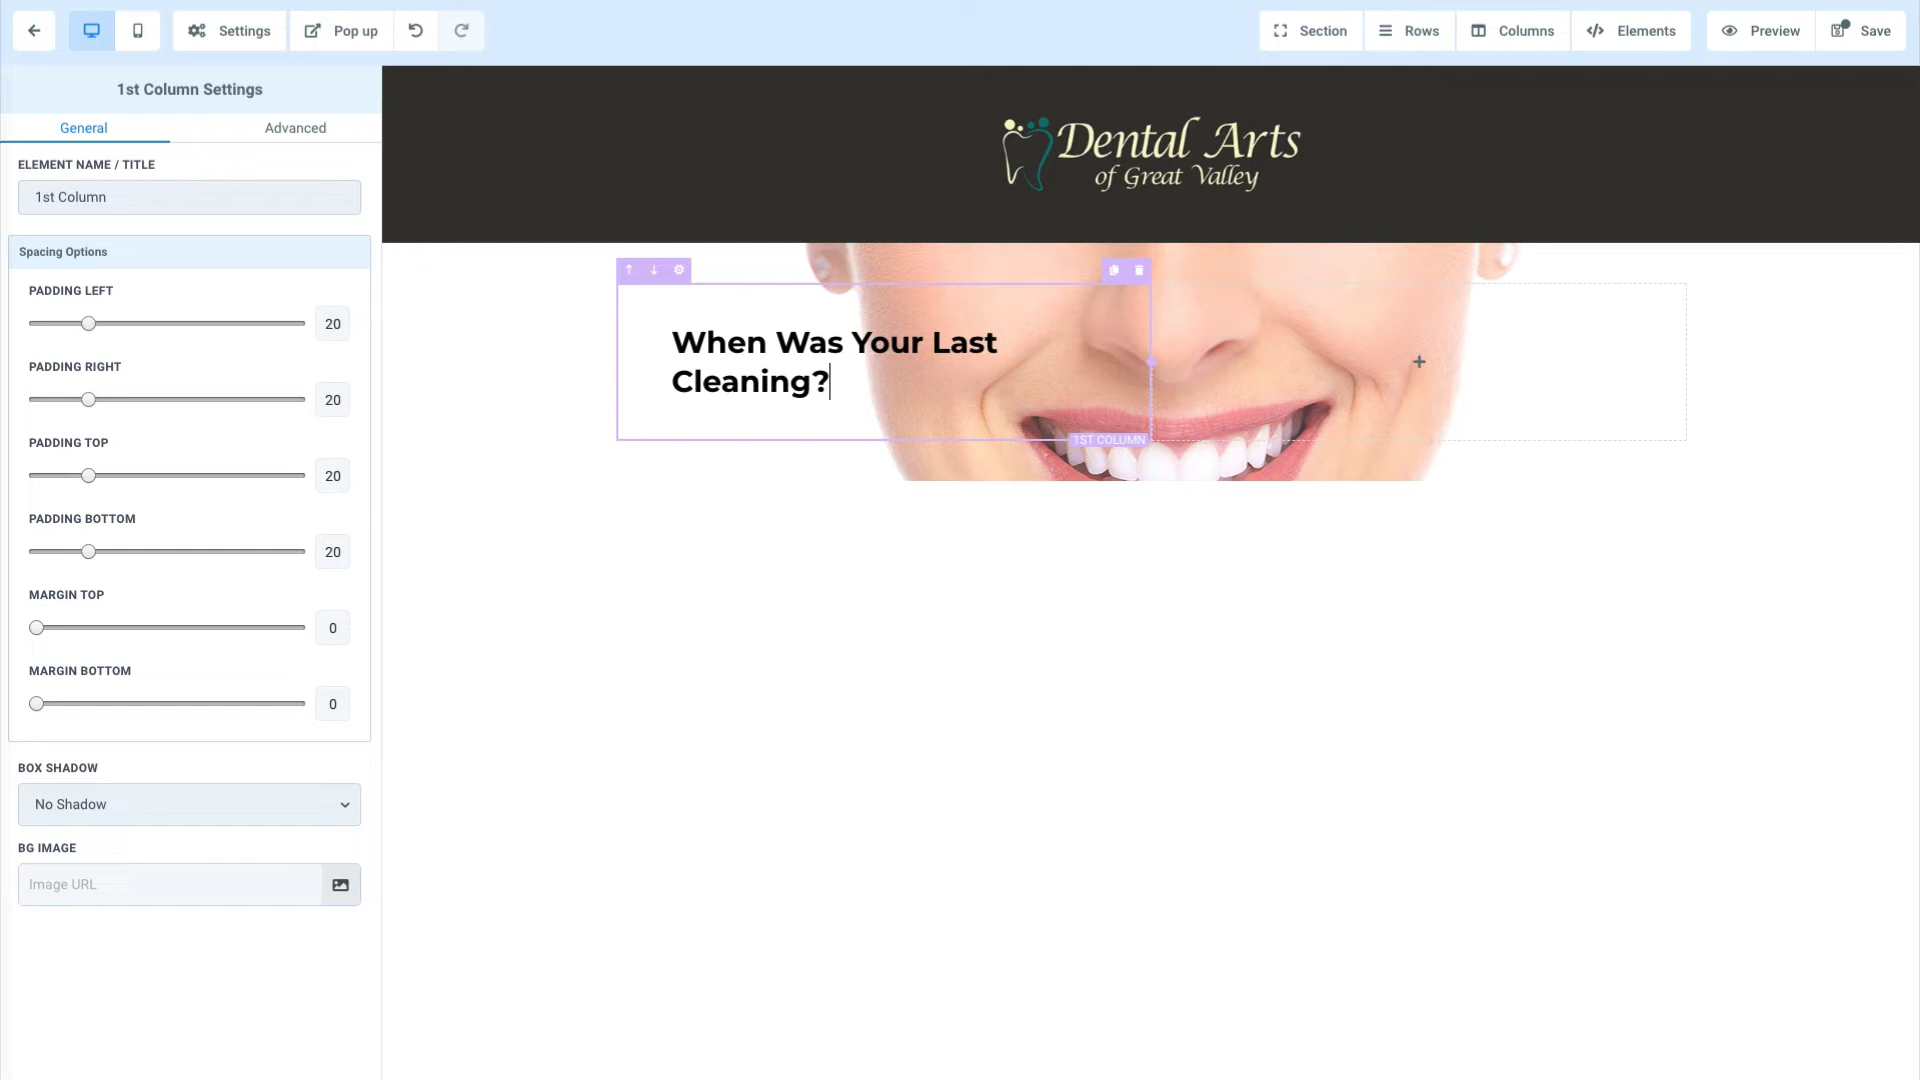 Settings
Pop up
Section
Rows
Columns
Elements
Preview
Save
1st Column Settings
General
Advanced
ELEMENT NAME / TITLE
1st Column
Spacing Options
PADDING LEFT
20
PADDING RIGHT
20
PADDING TOP
20
PADDING BOTTOM
20
MARGIN TOP
0
MARGIN BOTTOM
0
BOX SHADOW
No Shadow
BG IMAGE
Image URL
Dental Arts
of Great Valley
When Was Your Last
Cleaning?
1ST COLUMN